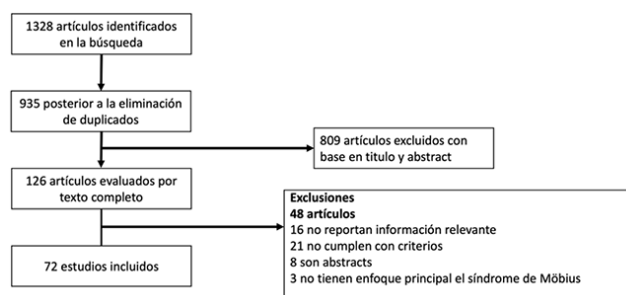 1328 artículos identificados
en la búsqueda
935 posterior a la eliminación
de duplicados
809 artículos excluidos con
base en titulo y abstract
126 artículos evaluados por
texto completo
Exclusiones
48 artículos
16 no reportan información relevante
21 no cumplen con criterios
8 son abstracts
3 no tienen enfoque principal el síndrome de Möbius
72 estudios incluidos